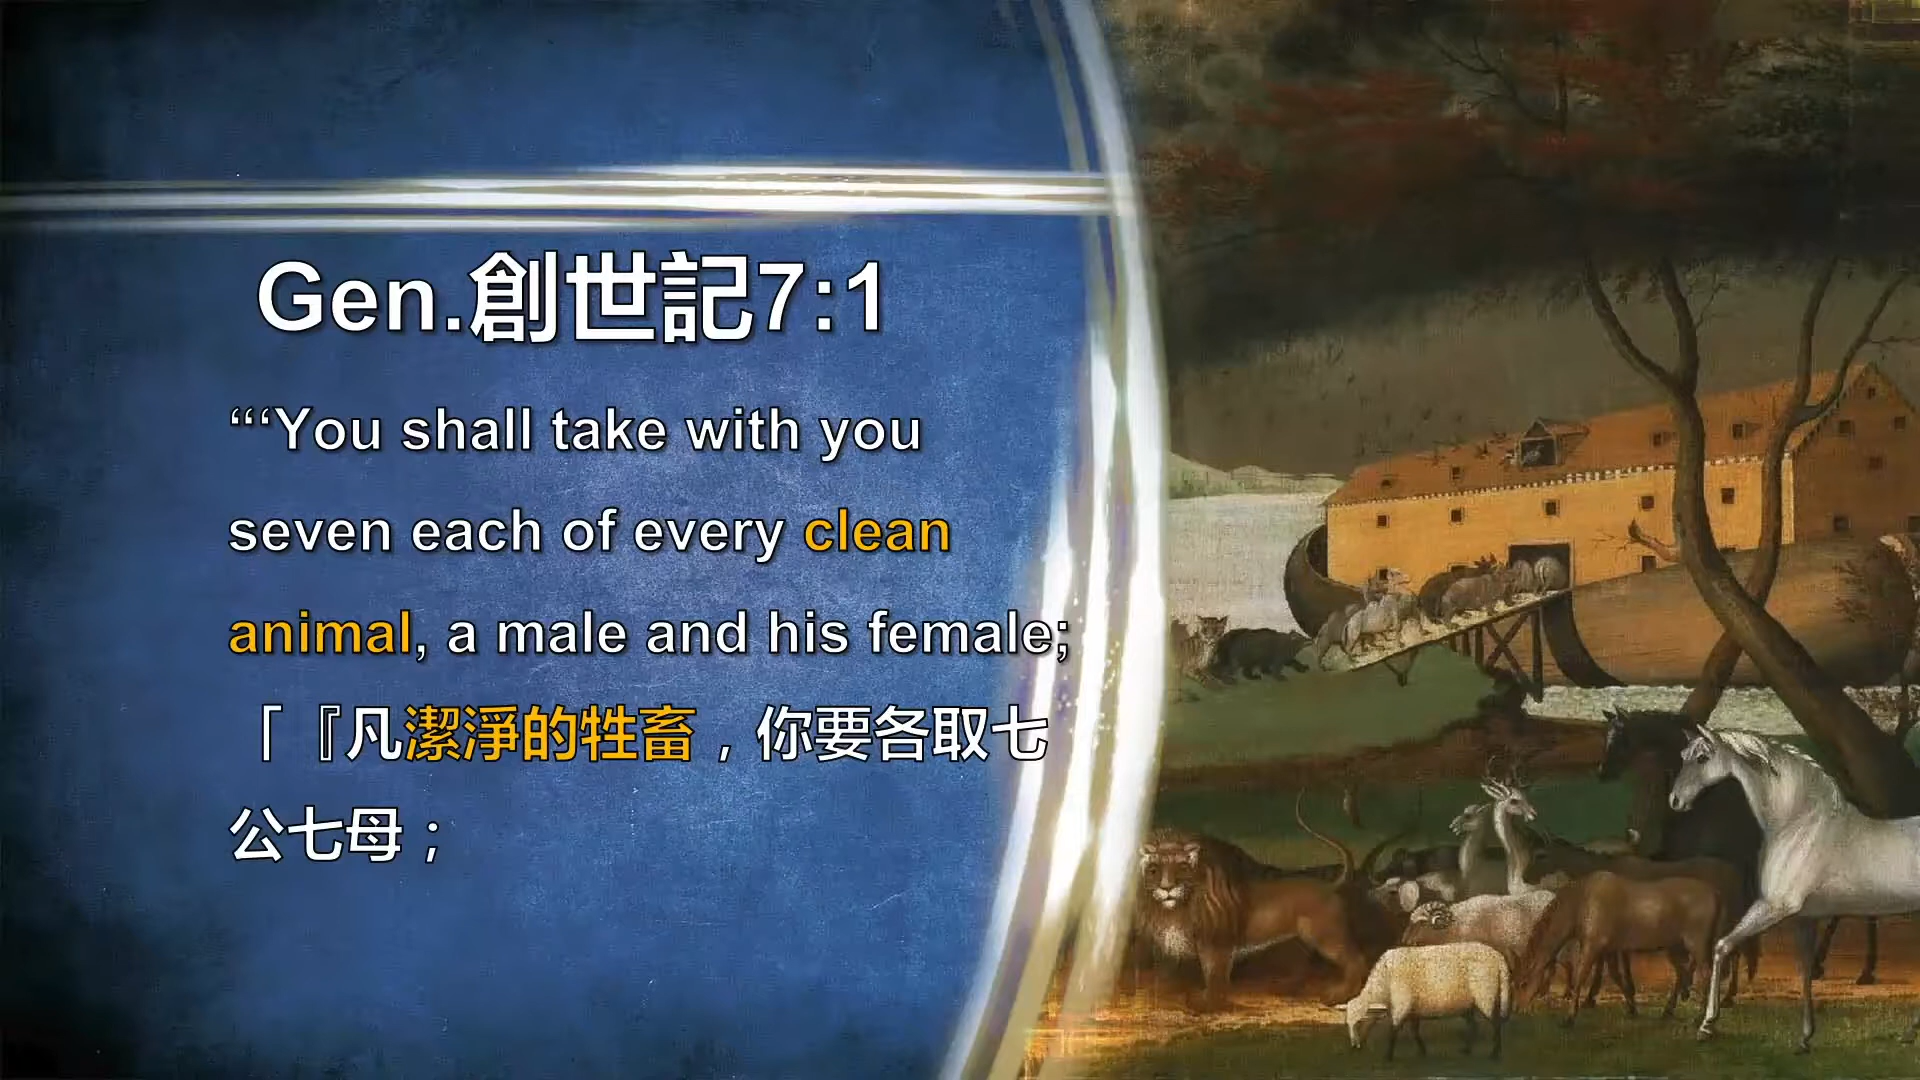 Gen.創世記7:1
“‘‘You shall take with you
seven each of every clean
animal, a male and his female;
「『凡潔淨的牲畜，你要各取七
公七母；